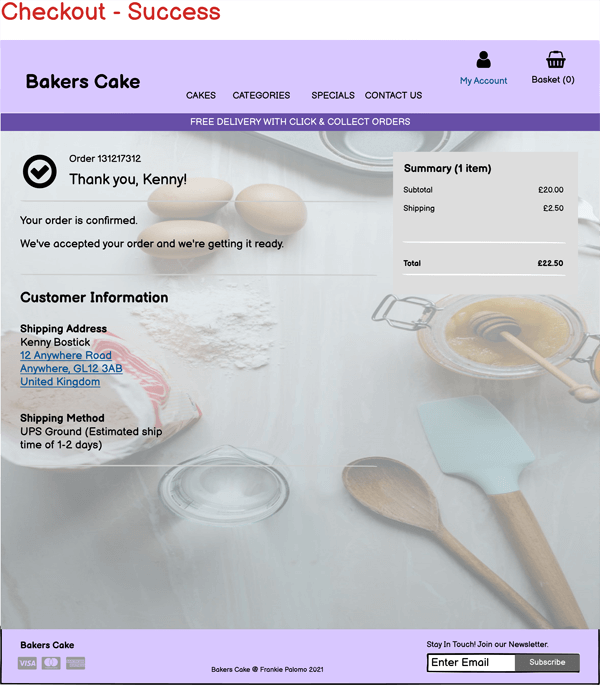 Checkout - Success
Bakers Cake
My Account
Basket (0)
CAKES CATEGORIES SPECIALS CONTACT US
FREE DELIVERY WITH CLICK & COLLECT ORDERS
Order 131217312
Thank you, Kenny!
Your order is confirmed.
We've accepted your order and we're getting it ready.
Summary (1 item)
Subtotal £20.00
Shipping £2.50
Total £22.50
Customer Information
Shipping Address
Kenny Bostick
12 Anywhere Road
Anywhere, GL12 3AB
United Kingdom
Shipping Method
UPS Ground (Estimated ship
time of 1-2 days)
Bakers Cake
VISA
Bakers Cake @ Frankie Palomo 2021
Stay In Touch! Join our Newsletter.
Enter Email Subscribe